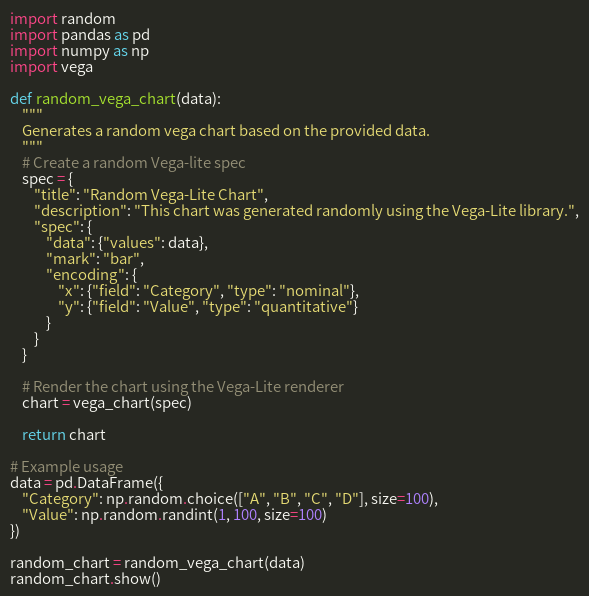 import random
import pandas as pd
import numpy as np
import vega

def random_vega_chart(data):
    """
    Generates a random vega chart based on the provided data.
    """
    # Create a random Vega-lite spec
    spec = {
        "title": "Random Vega-Lite Chart",
        "description": "This chart was generated randomly using the Vega-Lite library.",
        "spec": {
            "data": {"values": data},
            "mark": "bar",
            "encoding": {
                "x": {"field": "Category", "type": "nominal"},
                "y": {"field": "Value", "type": "quantitative"}
            }
        }
    }

    # Render the chart using the Vega-Lite renderer
    chart = vega_chart(spec)

    return chart

# Example usage
data = pd.DataFrame({
    "Category": np.random.choice(["A", "B", "C", "D"], size=100),
    "Value": np.random.randint(1, 100, size=100)
})

random_chart = random_vega_chart(data)
random_chart.show()